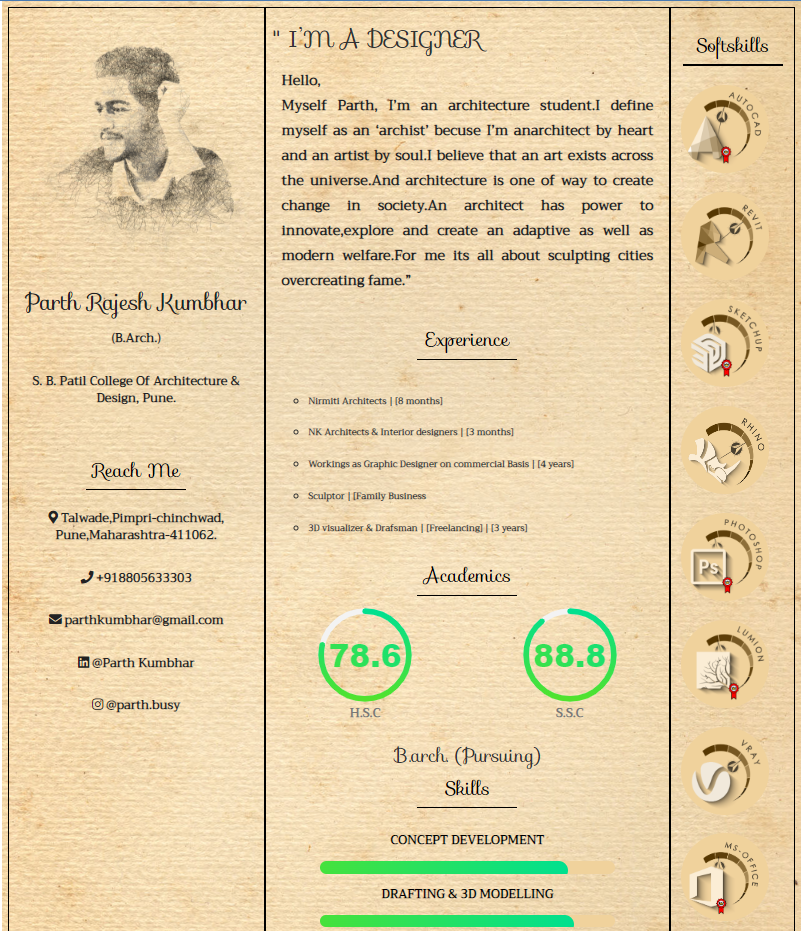 Parth Rajesh Kumbhar
(B.Arch.)
S. B. Patil College Of Architecture &
Design, Pune.
Reach Me
Talwade,Pimpri-chinchwad,
Pune,Maharashtra-411062.
+918805633303
parthkumbhar@gmail.com
@Parth Kumbhar
@parth.busy
" I'M A DESIGNER
Hello,
Myself Parth, I'm an architecture student.I define
myself as an ‘archist’ becuse I'm anarchitect by heart
and an artist by soul.I believe that an art exists across
the universe.And architecture is one of way to create
change in society.An architect has power to
innovate,explore and create an adaptive as well as
modern welfare.For me its all about sculpting cities
overcreating fame.”
Experience
Nirmiti Architects | [8 months]
NK Architects & Interior designers | [3 months]
Workings as Graphic Designer on commercial Basis | [4 years]
Sculptor | [Family Business
3D visualizer & Drafsman | [Freelancing] | [3 years]
Academics
78.6 88.8
H.S.C S.S.C
B.arch. (Pursuing)
Skills
CONCEPT DEVELOPMENT
DRAFTING & 3D MODELLING
Softskills
AUTOCAD
REVIT
SKETCHUP
RHINO
PHOTOSHOP
Ps
LUMION
VRAY
MS-OFFICE